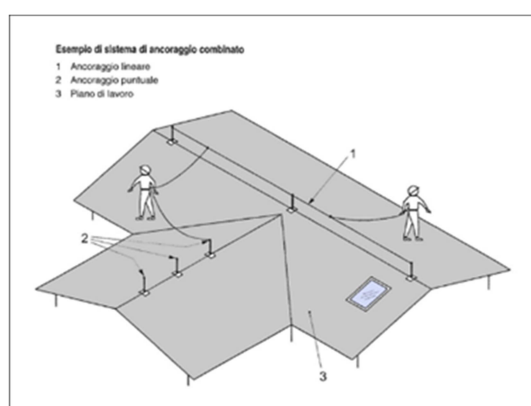 Esempio di sistema di ancoraggio combinato
1 Ancoraggio lineare
2 Ancoraggio puntuale
3 Piano di lavoro
1
2
3